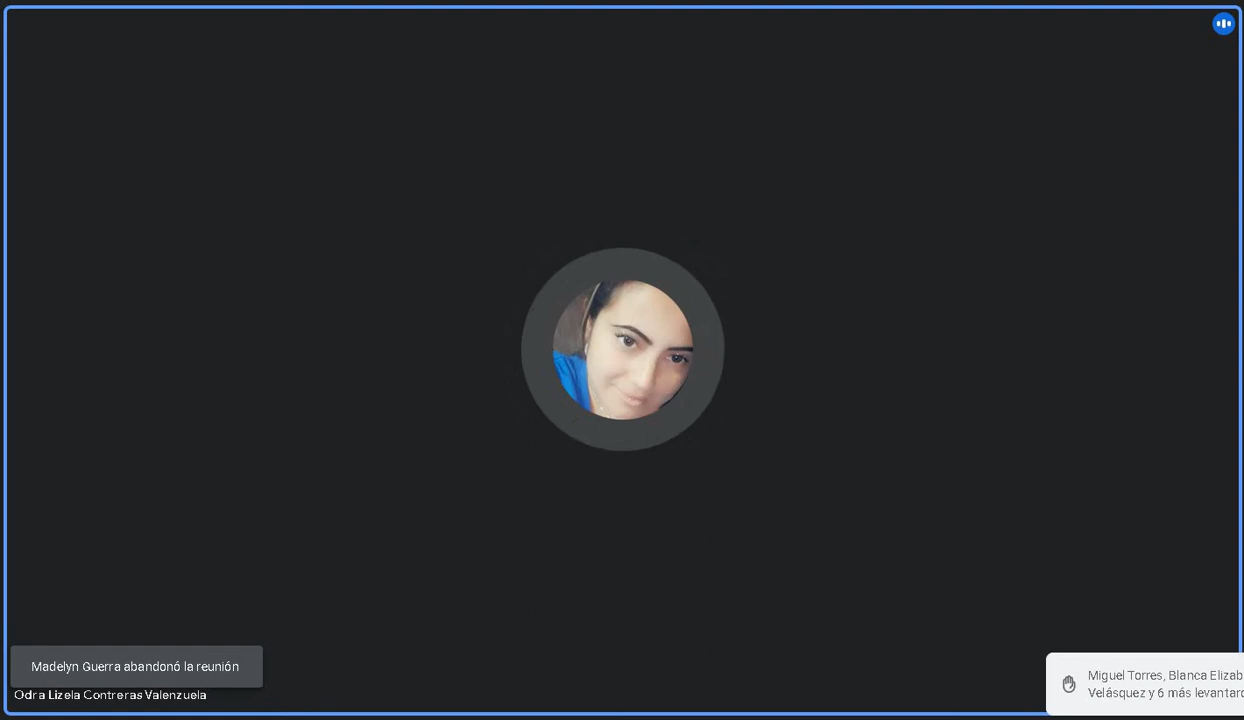 Madelyn Guerra abandonó la reunión
Odra Lizela Contreras Valenzuela
Miguel Torres, Blanca Elizab
Velásquez y 6 más levantaro